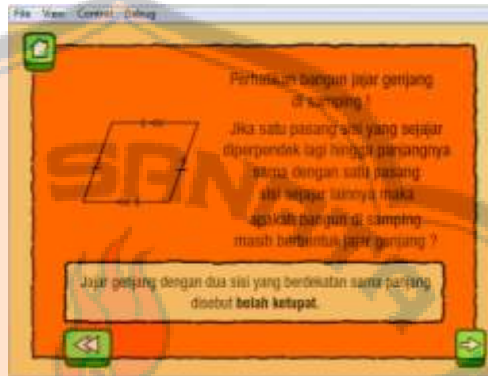 File View Control Debug
Perhatikan bangun jajar genjang
di samping !
Jika satu pasang sisi yang sejajar
diperpendek lagi hingga panjangnya
sama dengan satu pasang
sisi sejajar lainnya maka
apakah bangun di samping
masih berbentuk jajar genjang ?
Jajar genjang dengan dua sisi yang berdekatan sama panjang
disebut belah ketupat.